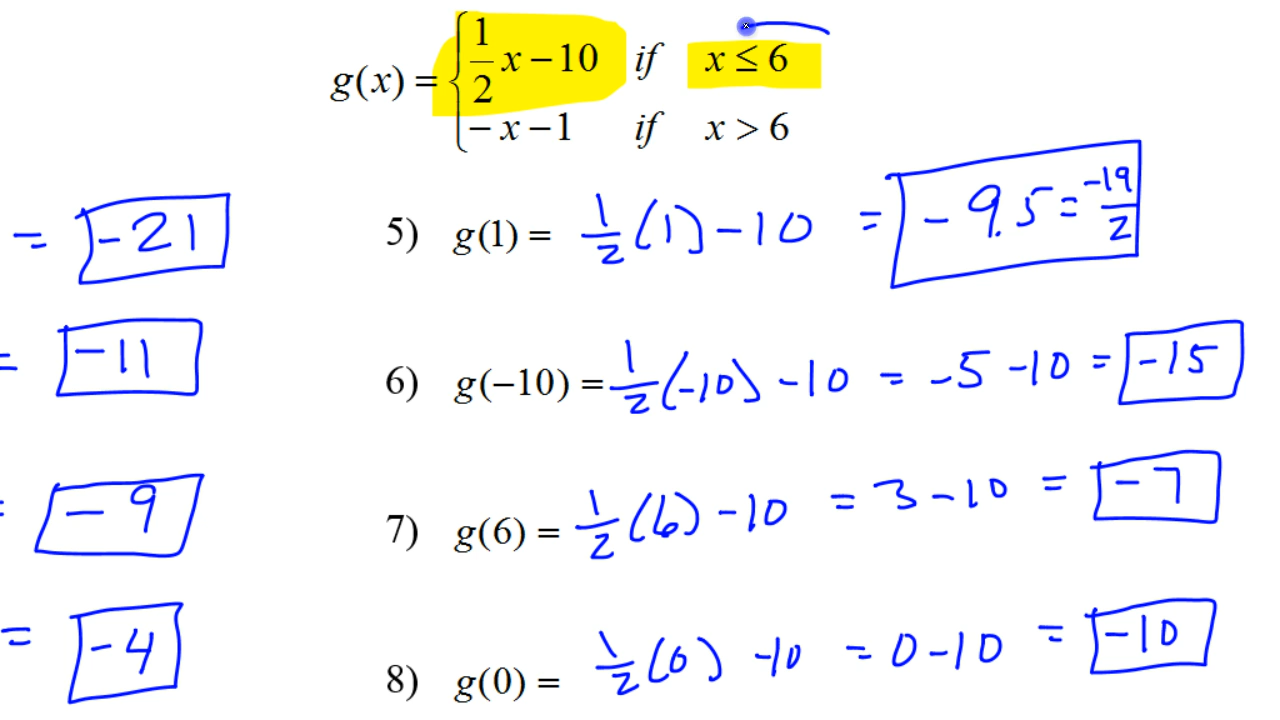 g(x) = { 1/2 x − 10 if x ≤ 6
− x − 1 if x > 6
= -21
5) g(1) = 1/2 (1) - 10 = - 9.5 = -19/2
= -11
6) g(−10) = 1/2 (-10) - 10 = -5 - 10 = -15
= - 9
7) g(6) = 1/2 (6) - 10 = 3 - 10 = -7
= -4
8) g(0) = 1/2 (0) - 10 = 0 - 10 = -10